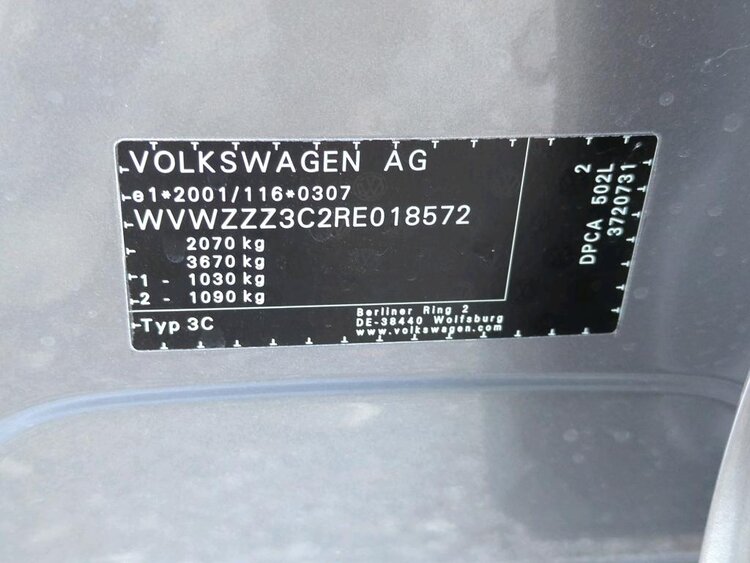 VOLKSWAGEN AG
e1*2001/116*0307
WVWZZZ3C2RE018572
2070 kg
3670 kg
1 - 1030 kg
2 - 1090 kg
Typ 3C
Berliner Ring 2
DE-38440 Wolfsburg
www.volkswagen.com
2
DPCA 502L
3720731